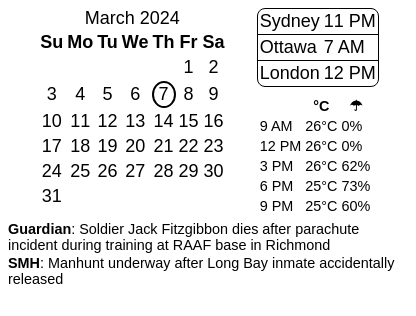 March 2024
Su Mo Tu We Th Fr Sa
1 2
3 4 5 6 7 8 9
10 11 12 13 14 15 16
17 18 19 20 21 22 23
24 25 26 27 28 29 30
31
Sydney 11 PM
Ottawa 7 AM
London 12 PM
°C ☂
9 AM 26°C 0%
12 PM 26°C 0%
3 PM 26°C 62%
6 PM 25°C 73%
9 PM 25°C 60%
Guardian: Soldier Jack Fitzgibbon dies after parachute
incident during training at RAAF base in Richmond
SMH: Manhunt underway after Long Bay inmate accidentally
released